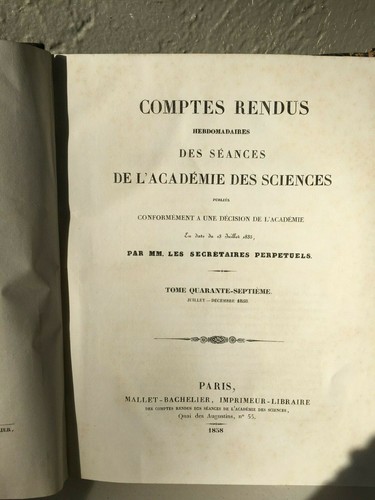 COMPTES RENDUS
HEBDOMADAIRES
DES SÉANCES
DE L'ACADÉMIE DES SCIENCES
PUBLIÉS
CONFORMÉMENT A UNE DÉCISION DE L'ACADÉMIE
En date du 13 Juillet 1835,
PAR MM. LES SECRÉTAIRES PERPÉTUELS.
TOME QUARANTE-SEPTIÈME.
JUILLET—DÉCEMBRE 1858.
PARIS,
MALLET-BACHELIER, IMPRIMEUR-LIBRAIRE
DES COMPTES RENDUS DES SÉANCES DE L'ACADÉMIE DES SCIENCES,
Quai des Augustins, nº 55.
1858